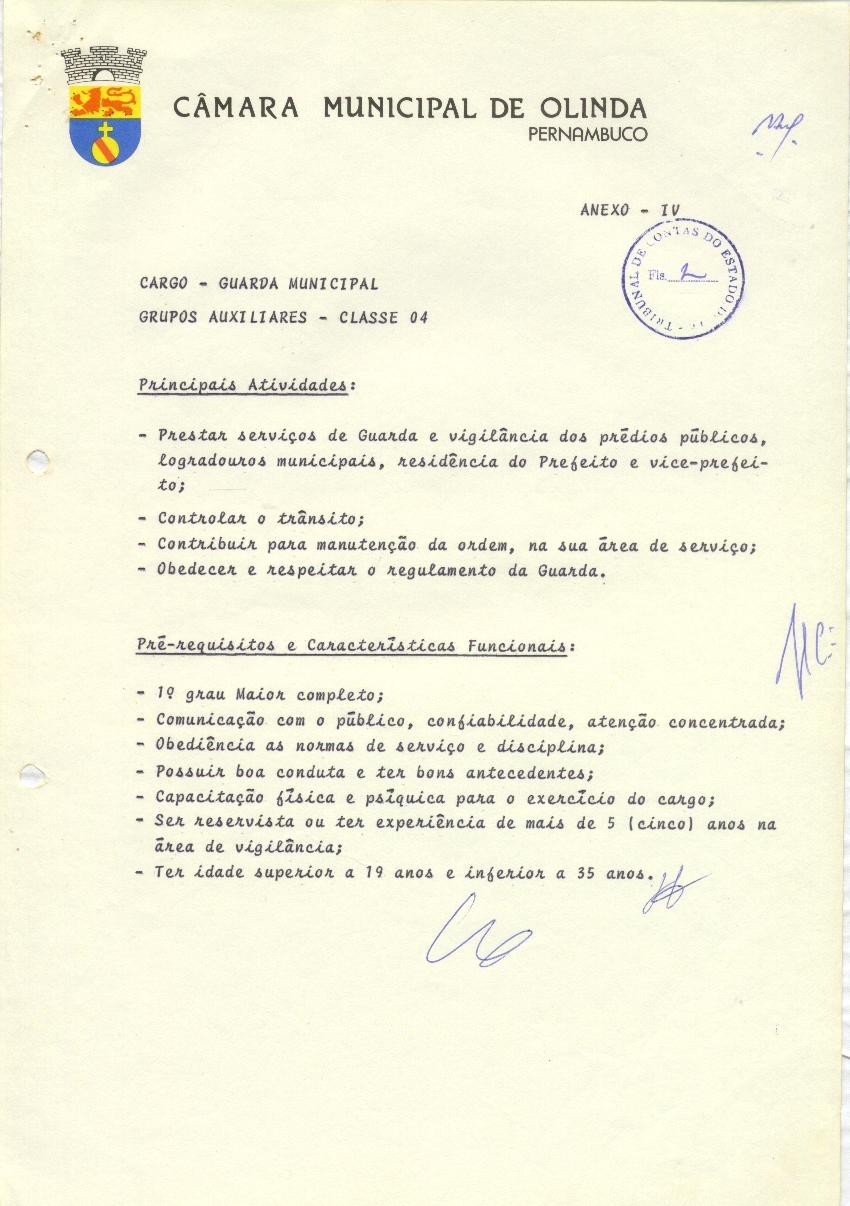 CÂMARA MUNICIPAL DE OLINDA
PERNAMBUCO
ANEXO - IV
TRIBUNAL DE CONTAS DO ESTADO DE
Fls.
CARGO - GUARDA MUNICIPAL
GRUPOS AUXILIARES - CLASSE 04
Principais Atividades:
- Prestar serviços de Guarda e vigilância dos prédios públicos,
logradouros municipais, residência do Prefeito e vice-prefei-
to;
- Controlar o trânsito;
- Contribuir para manutenção da ordem, na sua área de serviço;
- Obedecer e respeitar o regulamento da Guarda.
Pré-requisitos e Características Funcionais:
- 1º grau Maior completo;
- Comunicação com o público, confiabilidade, atenção concentrada;
- Obediência as normas de serviço e disciplina;
- Possuir boa conduta e ter bons antecedentes;
- Capacitação física e psíquica para o exercício do cargo;
- Ser reservista ou ter experiência de mais de 5 (cinco) anos na
área de vigilância;
- Ter idade superior a 19 anos e inferior a 35 anos.